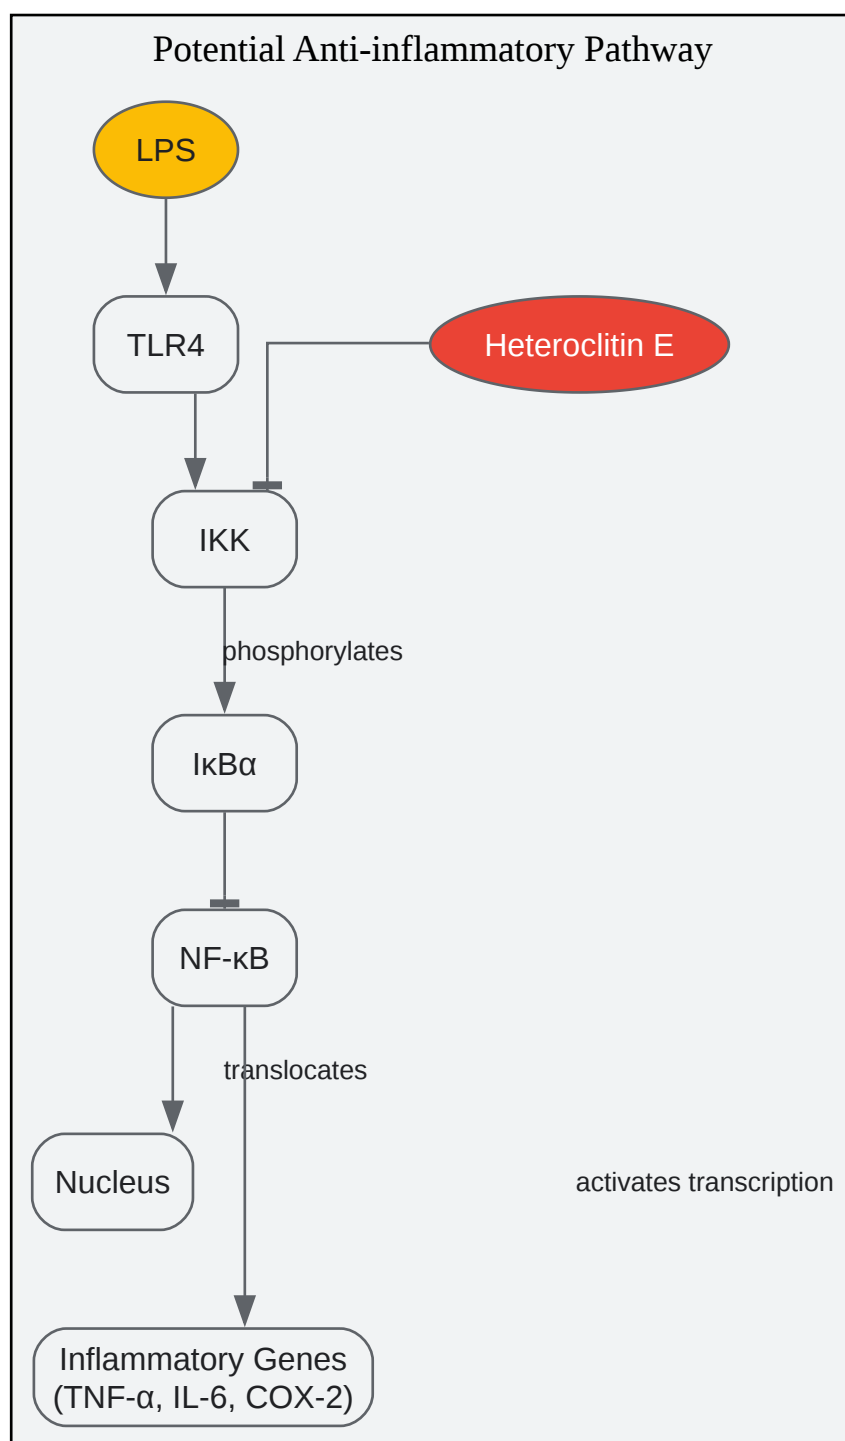 Potential Anti-inflammatory Pathway
LPS
TLR4
Heteroclitin E
IKK
phosphorylates
IκBα
NF-κB
translocates
Nucleus
activates transcription
Inflammatory Genes
(TNF-α, IL-6, COX-2)